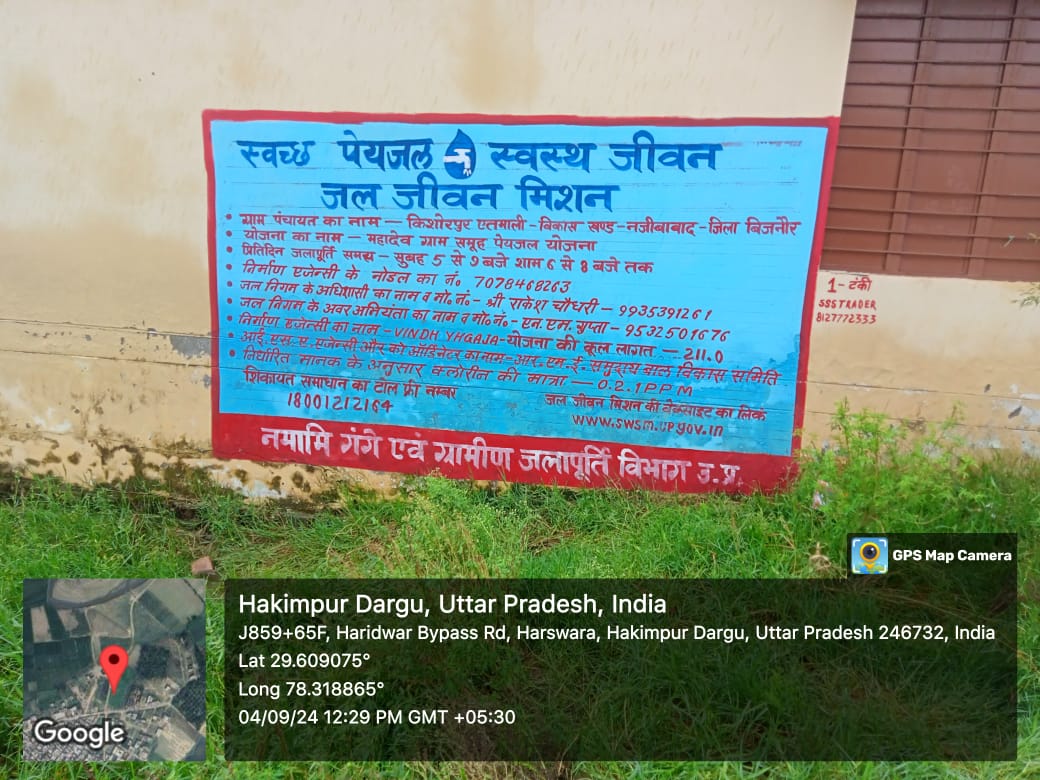 स्वच्छ पेयजल स्वस्थ जीवन
जल जीवन मिशन
• ग्राम पंचायत का नाम — किशोरपुर एतमाली - विकास खण्ड - नजीबाबाद - जिला बिजनौर
• योजना का नाम — महादेव ग्राम समूह पेयजल योजना
• प्रितिदिन जलापूर्ति समय — सुबह 5 से 9 बजे शाम 6 से 8 बजे तक
• निर्माण एजेन्सी के नोडल का नं. 7078468263
• जल निगम के अधिशासी का नाम व मो. नं. - श्री राकेश चौधरी — 9935391261
• जल निगम के अवर अभियंता का नाम व मो. नं. - एन. एम. गुप्ता - 9532501676
• निर्माण एजेन्सी का नाम - VINDH YHGAJA - योजना की कूल लागत — 211.0
• आई. एस. ए. एजेन्सी और को ऑर्डिनेटर का नाम - आर. एम. ई. समुदाय बाल विकास समिति
• निर्धारित मानक के अनुसार क्लोरीन की मात्रा — 0.2.1 PPM
शिकायत समाधान का टोल फ्री नम्बर
18001212164
जल जीवन मिशन की वेबसाइट का लिंक
www.swsm.up.gov.in
नमामि गंगे एवं ग्रामीण जलापूर्ति विभाग उ.प्र.
1 - टंकी
SSS TRADER
8127772333
GPS Map Camera
Hakimpur Dargu, Uttar Pradesh, India
J859+65F, Haridwar Bypass Rd, Harswara, Hakimpur Dargu, Uttar Pradesh 246732, India
Lat 29.609075°
Long 78.318865°
04/09/24 12:29 PM GMT +05:30
Google